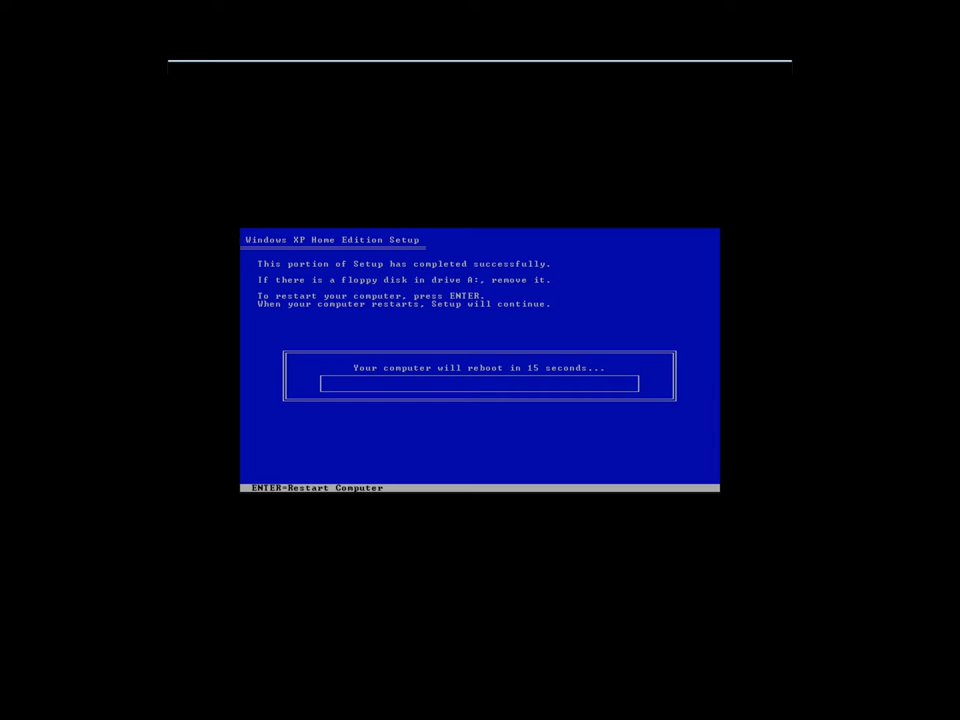 Windows XP Home Edition Setup
This portion of Setup has completed successfully.
If there is a floppy disk in drive A:, remove it.
To restart your computer, press ENTER.
When your computer restarts, Setup will continue.
Your computer will reboot in 15 seconds...
ENTER=Restart Computer